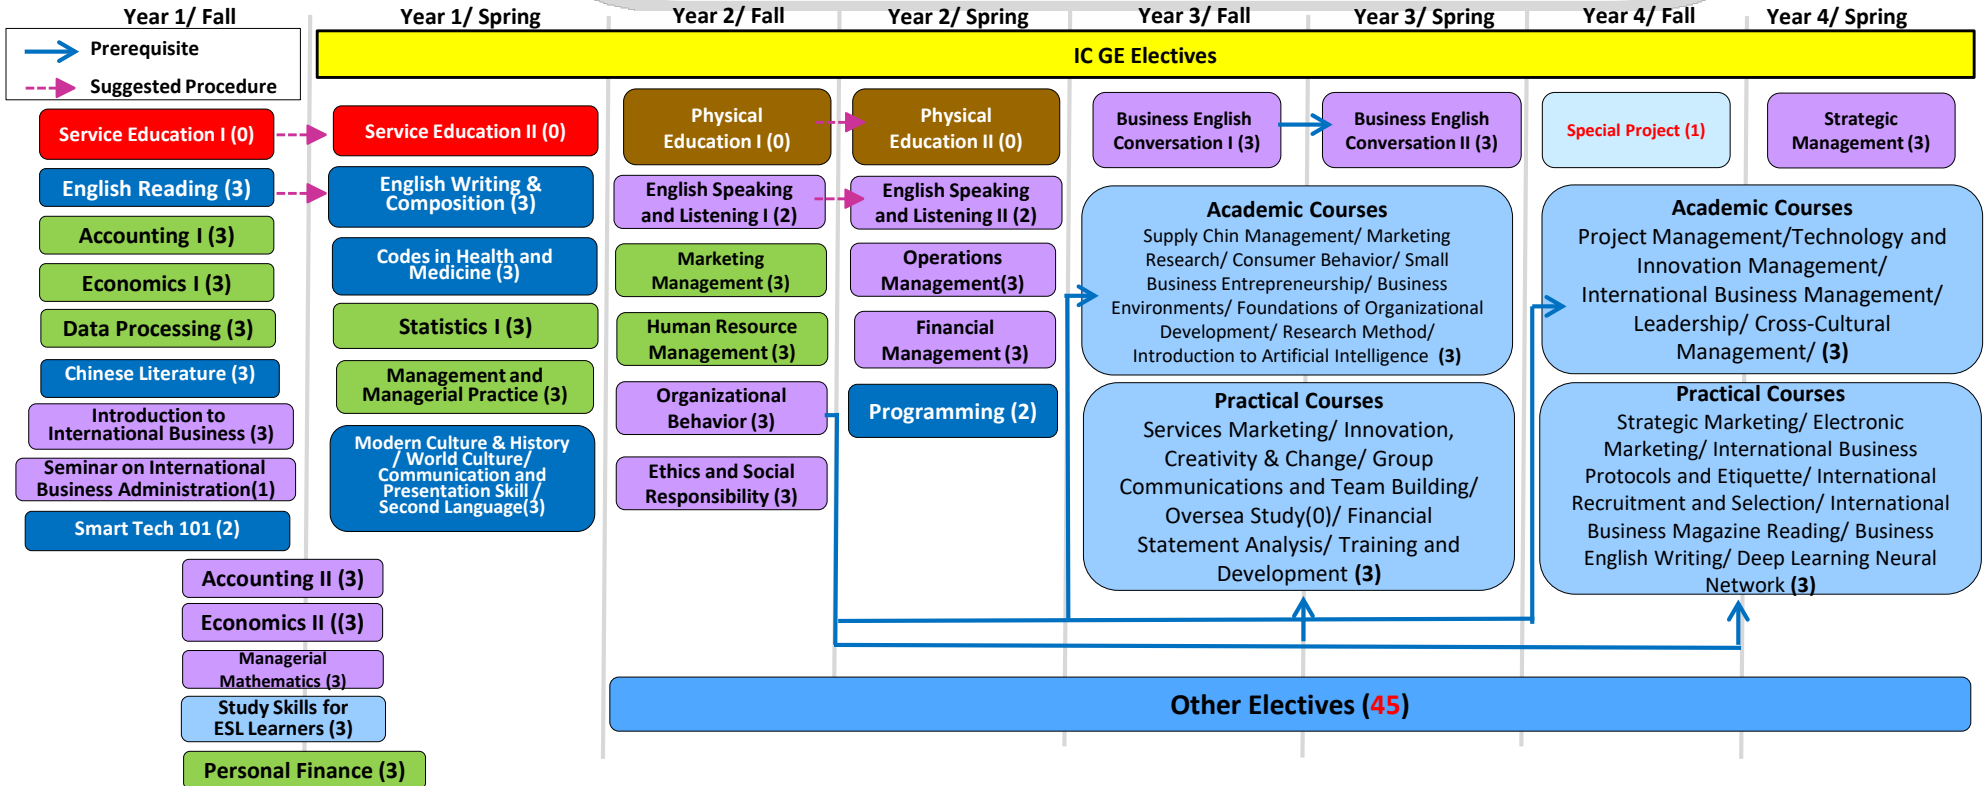 Year 1/ Fall
Year 1/ Spring
Year 2/ Fall
Year 2/ Spring
Year 3/ Fall
Year 3/ Spring
Year 4/ Fall
Year 4/ Spring
Prerequisite
Suggested Procedure
IC GE Electives
Service Education I (0)
English Reading (3)
Accounting I (3)
Economics I (3)
Data Processing (3)
Chinese Literature (3)
Introduction to
International Business (3)
Seminar on International
Business Administration(1)
Smart Tech 101 (2)
Accounting II (3)
Economics II ((3)
Managerial
Mathematics (3)
Study Skills for
ESL Learners (3)
Personal Finance (3)
Service Education II (0)
English Writing &
Composition (3)
Codes in Health and
Medicine (3)
Statistics I (3)
Management and
Managerial Practice (3)
Modern Culture & History
/ World Culture/
Communication and
Presentation Skill /
Second Language(3)
Physical
Education I (0)
English Speaking
and Listening I (2)
Marketing
Management (3)
Human Resource
Management (3)
Organizational
Behavior (3)
Ethics and Social
Responsibility (3)
Physical
Education II (0)
English Speaking
and Listening II (2)
Operations
Management(3)
Financial
Management (3)
Programming (2)
Business English
Conversation I (3)
Business English
Conversation II (3)
Academic Courses
Supply Chin Management/ Marketing
Research/ Consumer Behavior/ Small
Business Entrepreneurship/ Business
Environments/ Foundations of Organizational
Development/ Research Method/
Introduction to Artificial Intelligence (3)
Practical Courses
Services Marketing/ Innovation,
Creativity & Change/ Group
Communications and Team Building/
Oversea Study(0)/ Financial
Statement Analysis/ Training and
Development (3)
Special Project (1)
Strategic
Management (3)
Academic Courses
Project Management/Technology and
Innovation Management/
International Business Management/
Leadership/ Cross-Cultural
Management/ (3)
Practical Courses
Strategic Marketing/ Electronic
Marketing/ International Business
Protocols and Etiquette/ International
Recruitment and Selection/ International
Business Magazine Reading/ Business
English Writing/ Deep Learning Neural
Network (3)
Other Electives (45)